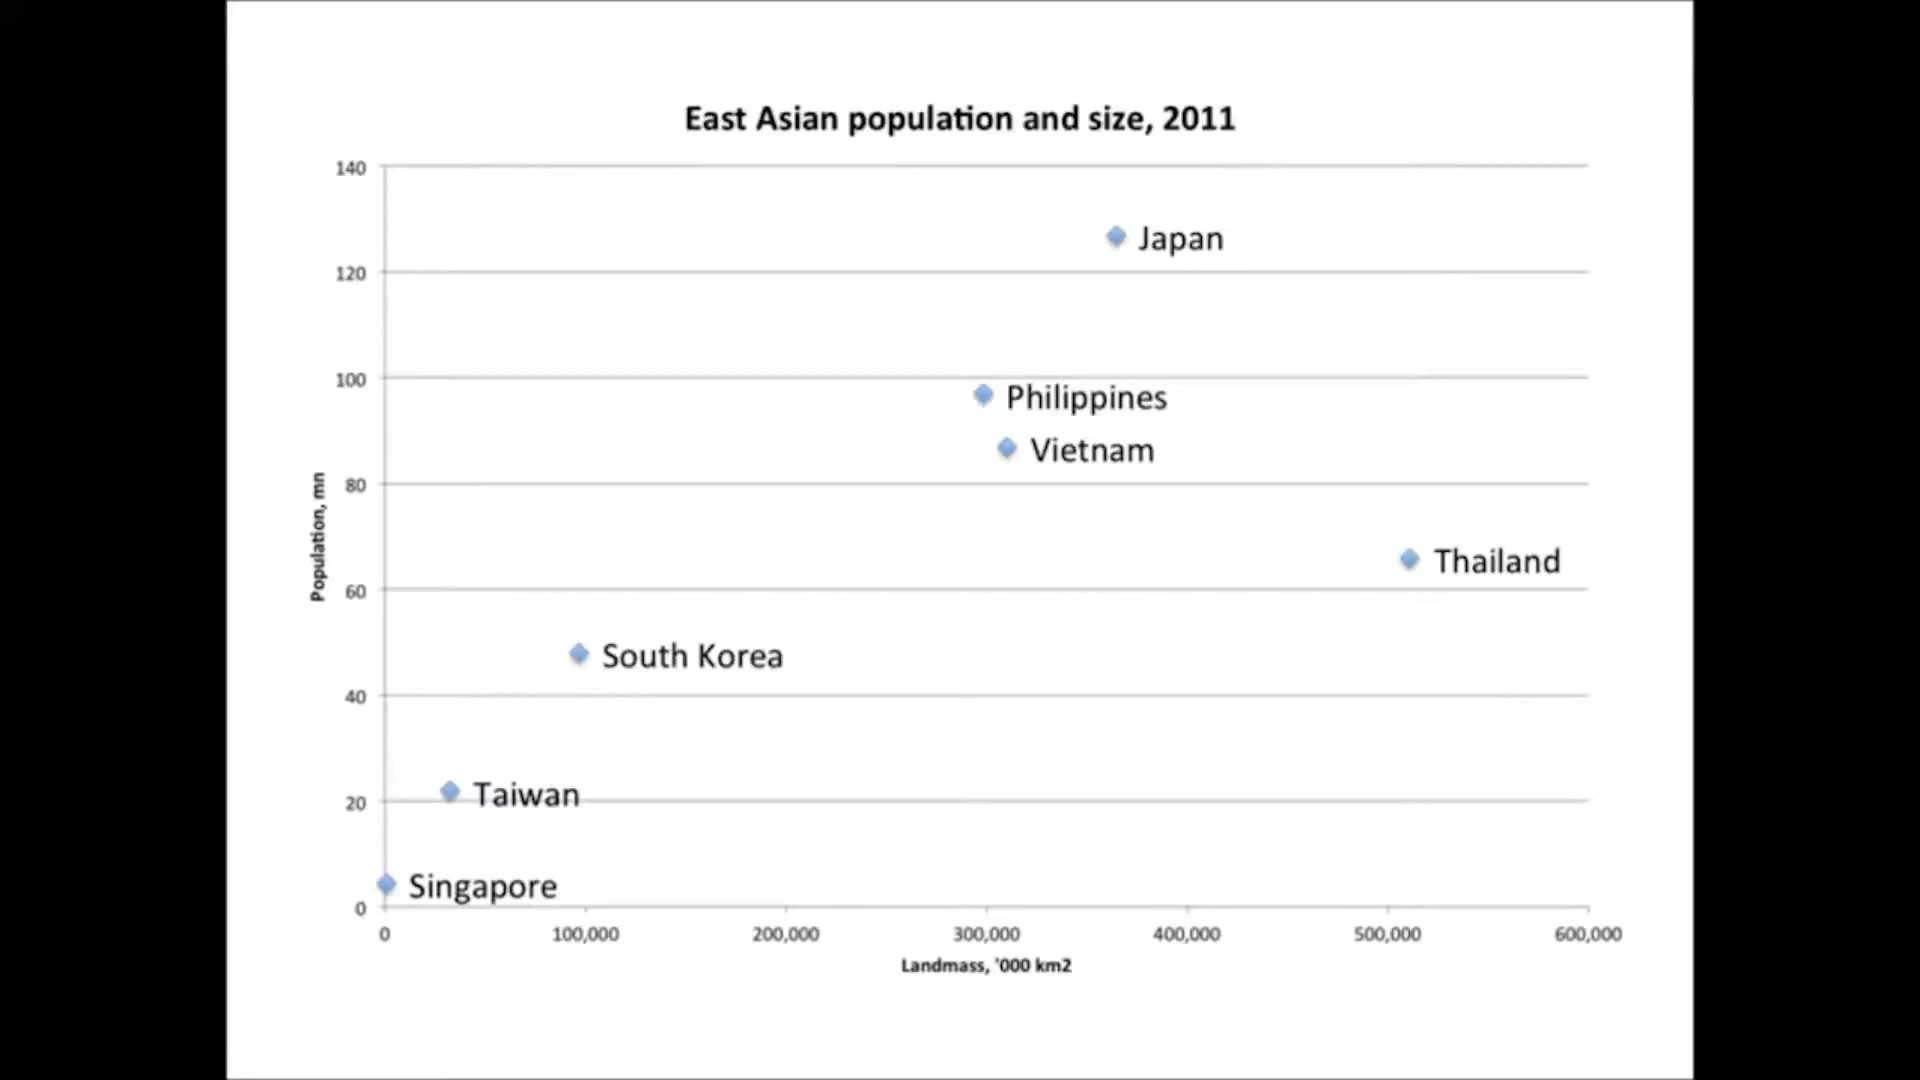 East Asian population and size, 2011
140
Japan
120
100
Philippines
Vietnam
80
Population, mn
Thailand
60
South Korea
40
Taiwan
20
Singapore
0
0 100,000 200,000 300,000 400,000 500,000 600,000
Landmass, '000 km2